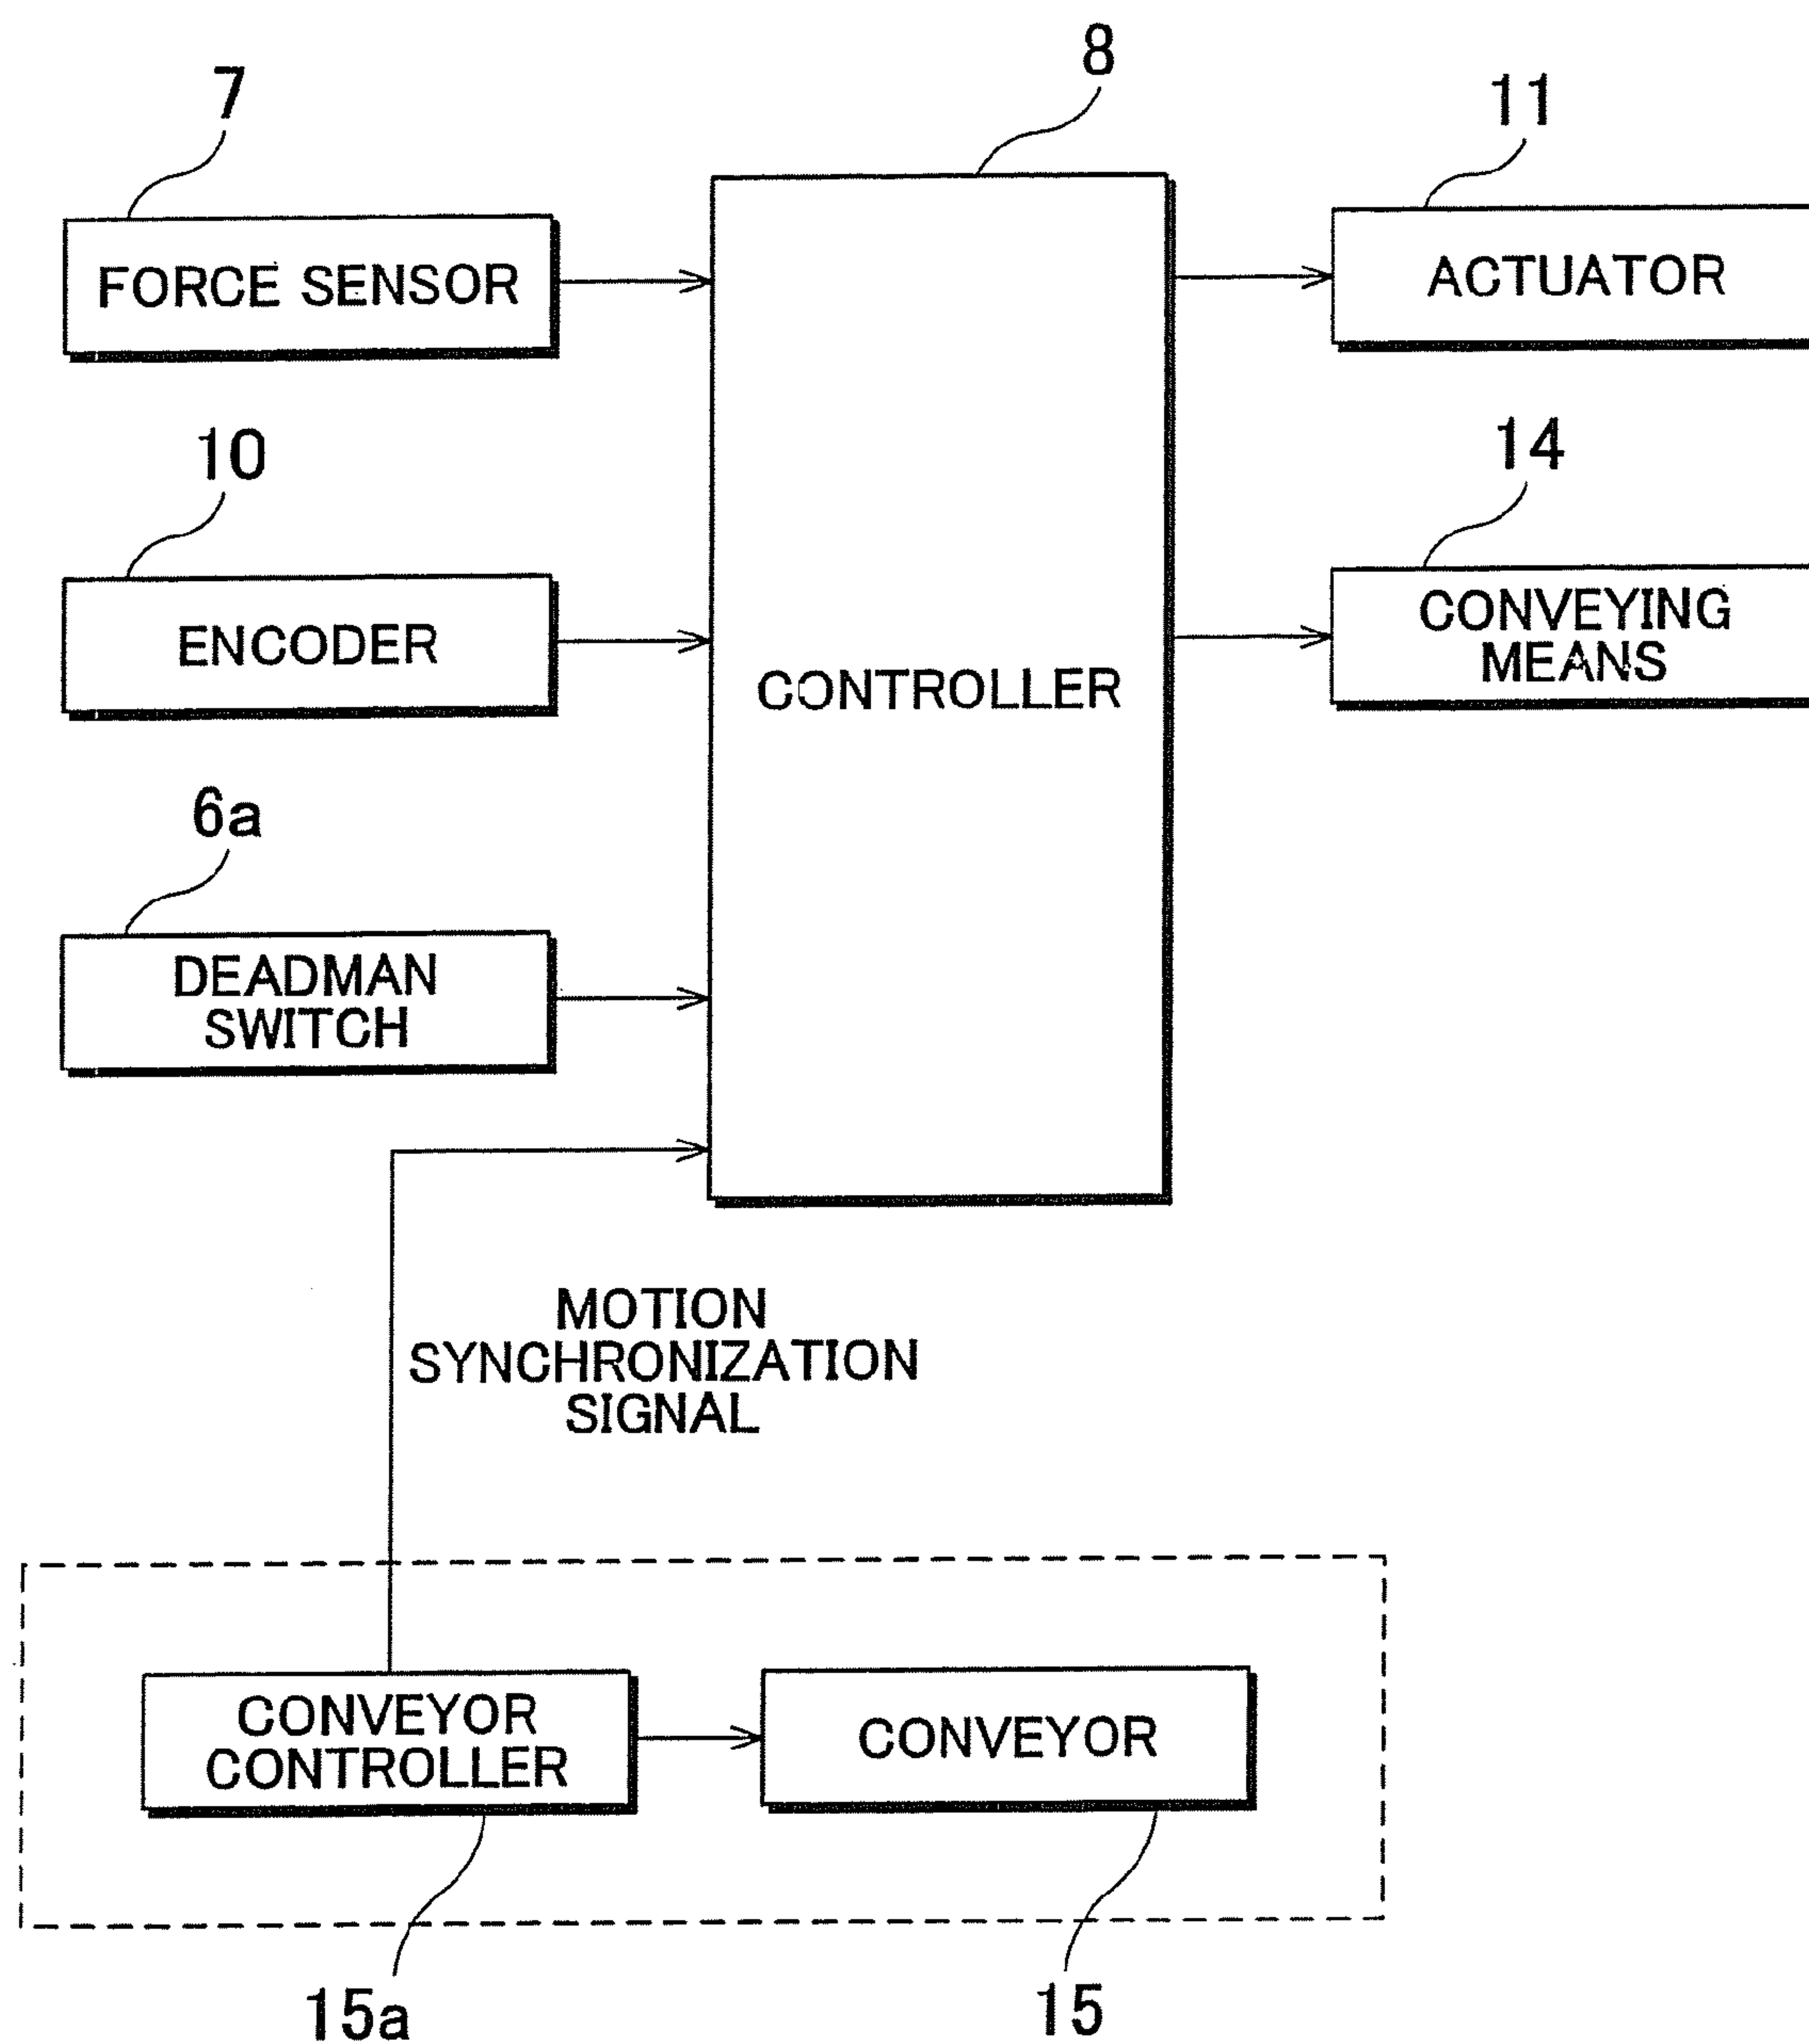 7
8
11
FORCE SENSOR
ACTUATOR
10
14
ENCODER
CONTROLLER
CONVEYING
MEANS
6a
DEADMAN
SWITCH
MOTION
SYNCHRONIZATION
SIGNAL
CONVEYOR
CONTROLLER
CONVEYOR
15a
15